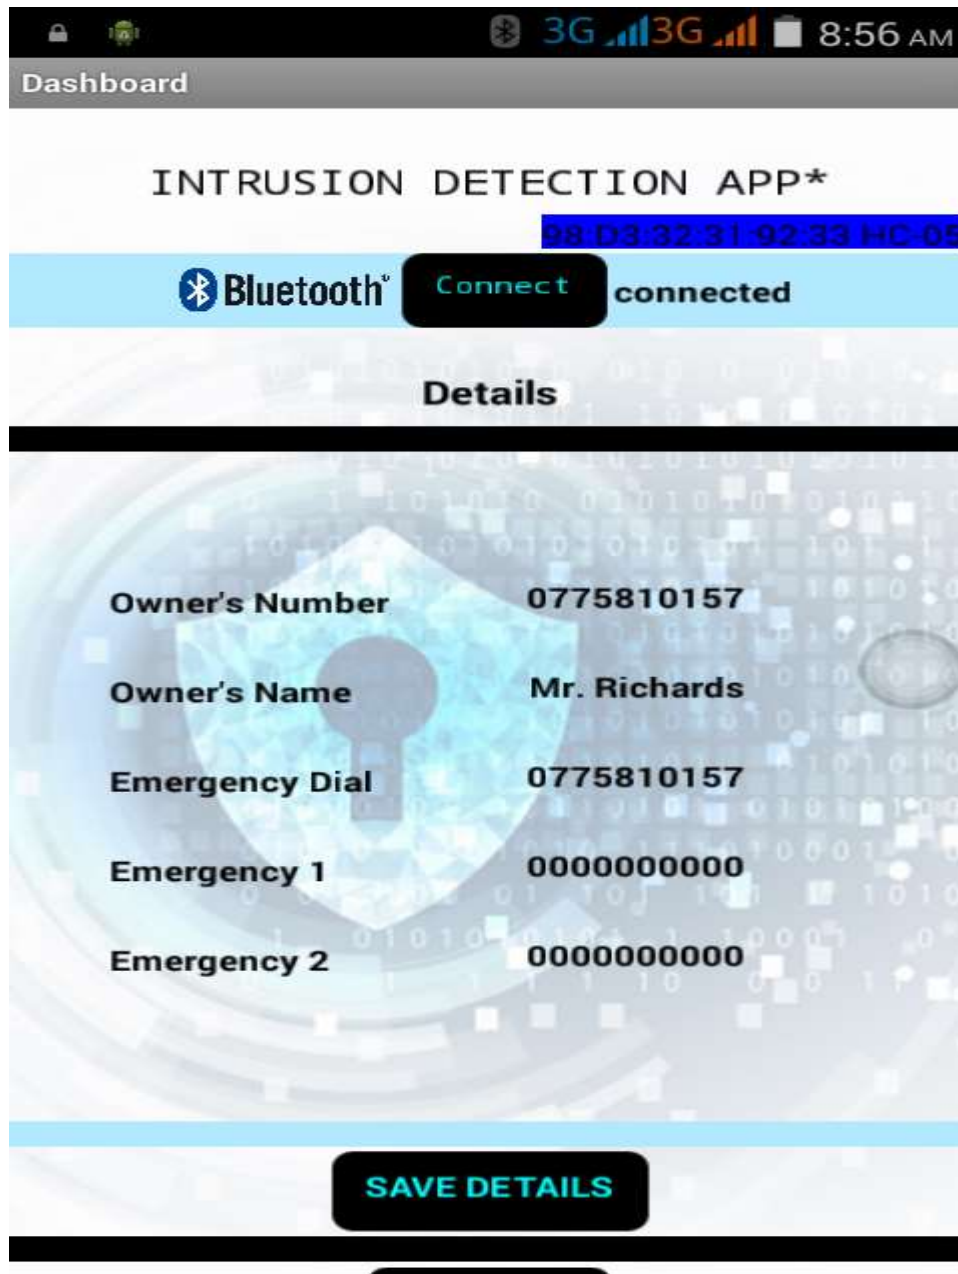 3G 3G 8:56 AM
Dashboard
INTRUSION DETECTION APP*
98:D3:32:31:92:33 HC-05
Bluetooth® Connect connected
Details
Owner's Number 0775810157
Owner's Name Mr. Richards
Emergency Dial 0775810157
Emergency 1 0000000000
Emergency 2 0000000000
SAVE DETAILS